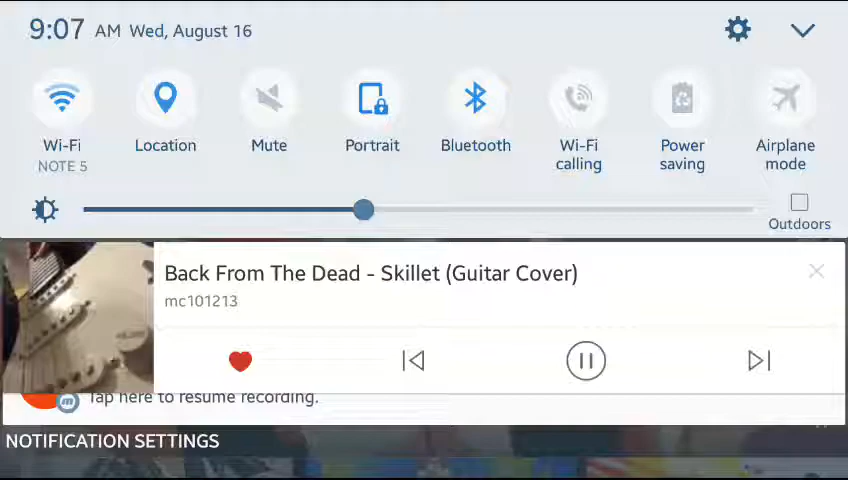 9:07 AM Wed, August 16
Wi-Fi
NOTE 5
Location
Mute
Portrait
Bluetooth
Wi-Fi
calling
Power
saving
Airplane
mode
Outdoors
Back From The Dead - Skillet (Guitar Cover)
mc101213
Tap here to resume recording.
NOTIFICATION SETTINGS